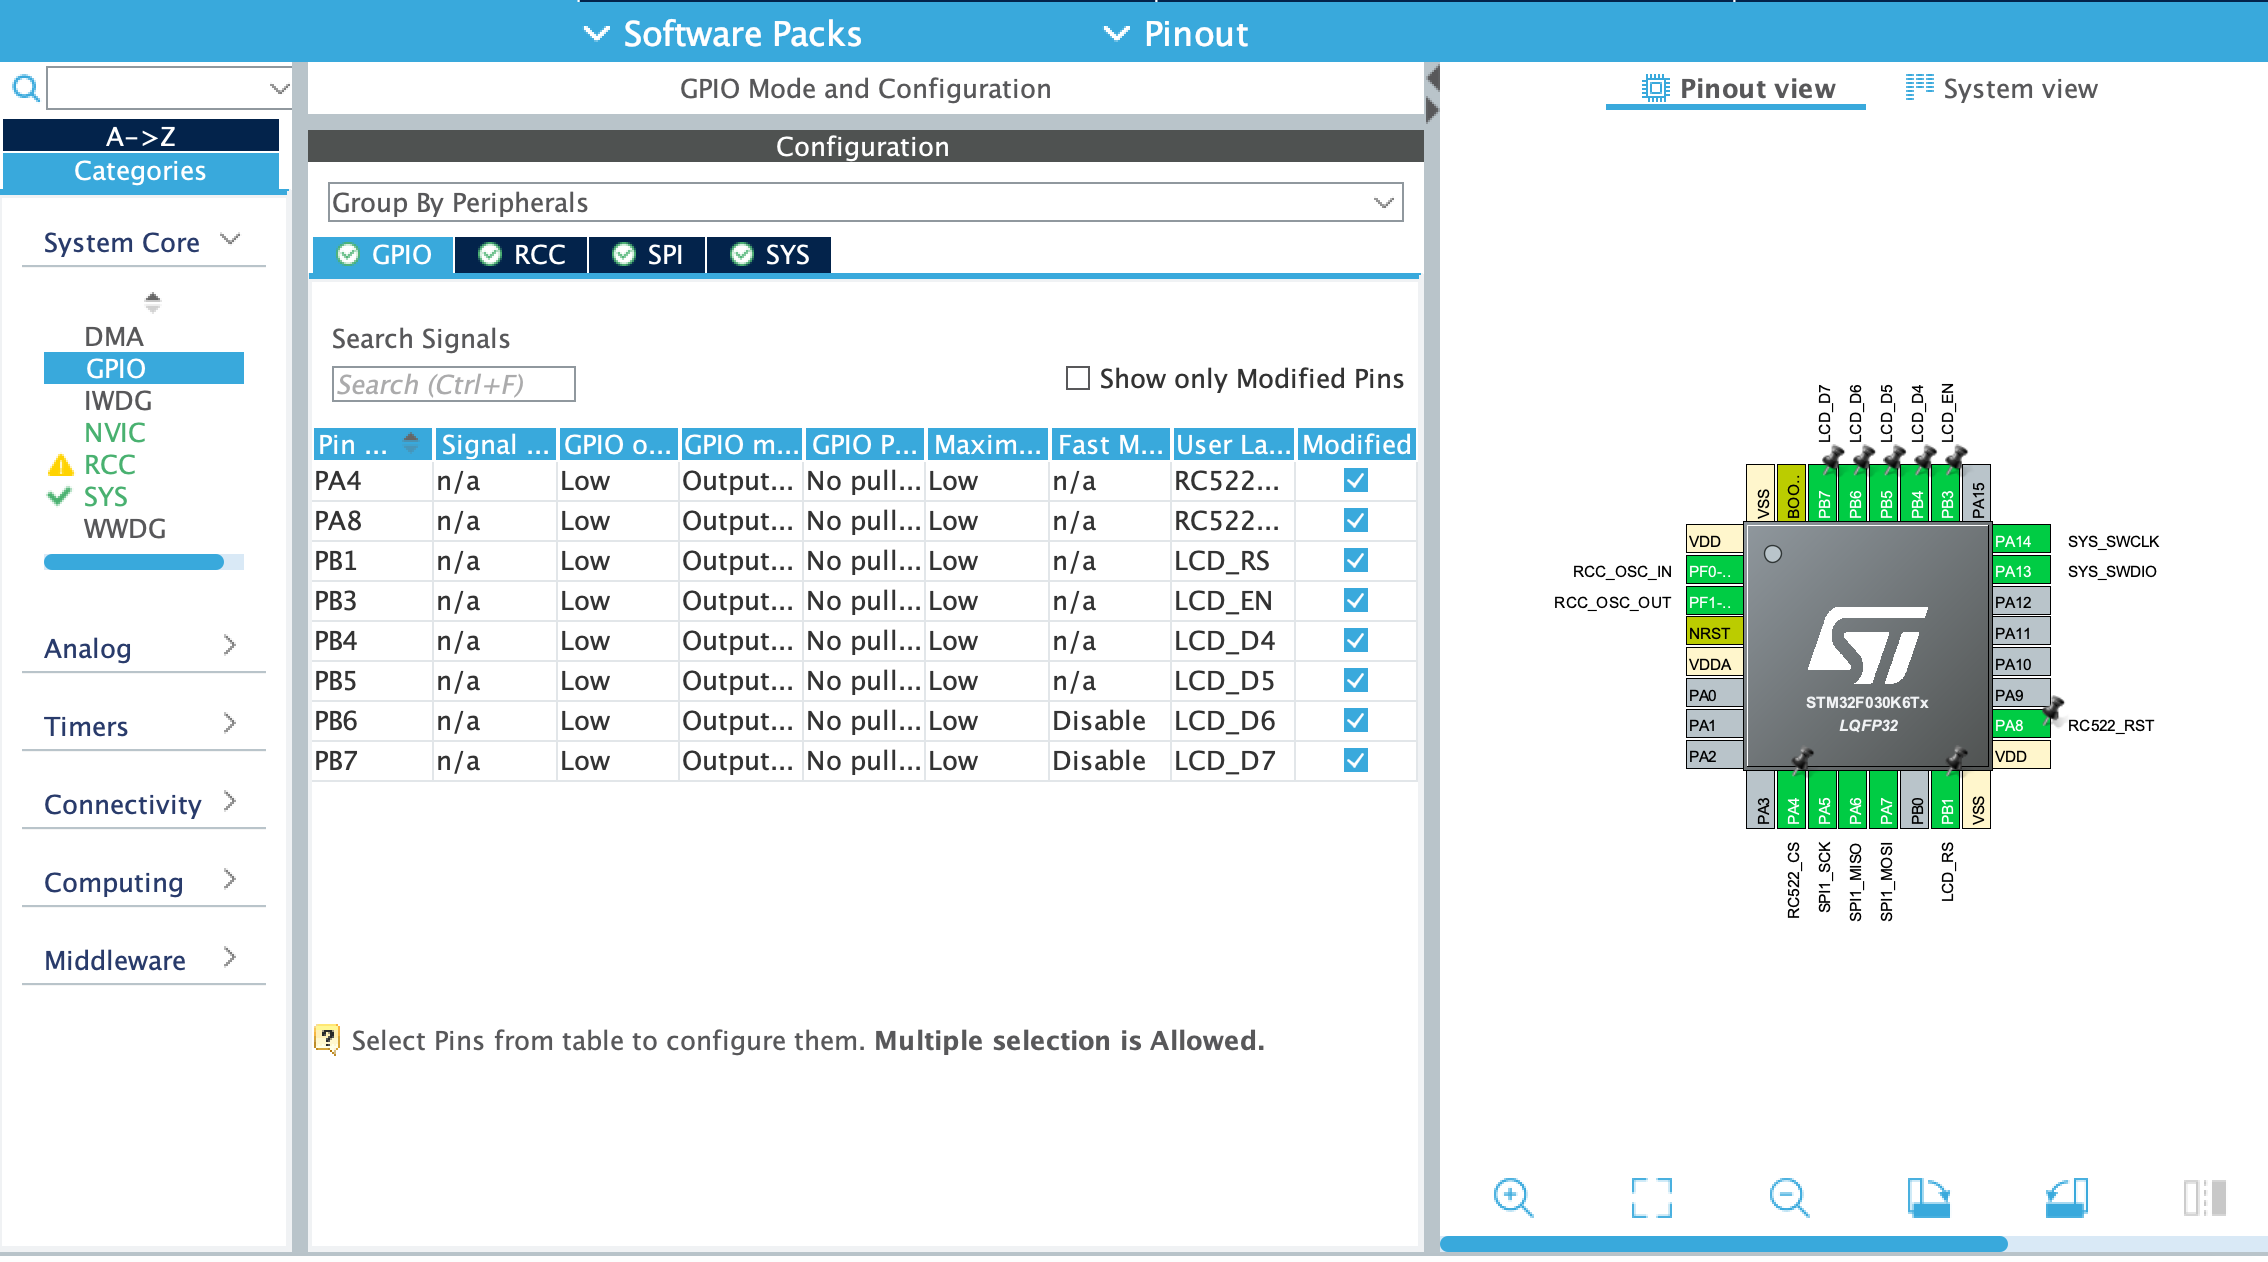 Software Packs
Pinout
GPIO Mode and Configuration
Pinout view
System view
A->Z
Categories
Configuration
Group By Peripherals
System Core
GPIO
RCC
SPI
SYS
DMA
GPIO
IWDG
NVIC
RCC
SYS
WWDG
Search Signals
Search (Ctrl+F)
Show only Modified Pins
Pin ... Signal ... GPIO o... GPIO m... GPIO P... Maxim... Fast M... User La... Modified
PA4 n/a Low Output... No pull... Low n/a RC522...
PA8 n/a Low Output... No pull... Low n/a RC522...
PB1 n/a Low Output... No pull... Low n/a LCD_RS
PB3 n/a Low Output... No pull... Low n/a LCD_EN
PB4 n/a Low Output... No pull... Low n/a LCD_D4
PB5 n/a Low Output... No pull... Low n/a LCD_D5
PB6 n/a Low Output... No pull... Low Disable LCD_D6
PB7 n/a Low Output... No pull... Low Disable LCD_D7
Analog
Timers
Connectivity
Computing
Middleware
Select Pins from table to configure them. Multiple selection is Allowed.
LCD_D7
LCD_D6
LCD_D5
LCD_D4
LCD_EN
VSS
BOO..
PB7
PB6
PB5
PB4
PB3
PA15
VDD
RCC_OSC_IN PF0-..
RCC_OSC_OUT PF1-..
NRST
VDDA
PA0
PA1
PA2
ST
STM32F030K6Tx
LQFP32
PA14 SYS_SWCLK
PA13 SYS_SWDIO
PA12
PA11
PA10
PA9
PA8 RC522_RST
VDD
PA3
PA4
PA5
PA6
PA7
PB0
PB1
VSS
RC522_CS
SPI1_SCK
SPI1_MISO
SPI1_MOSI
LCD_RS